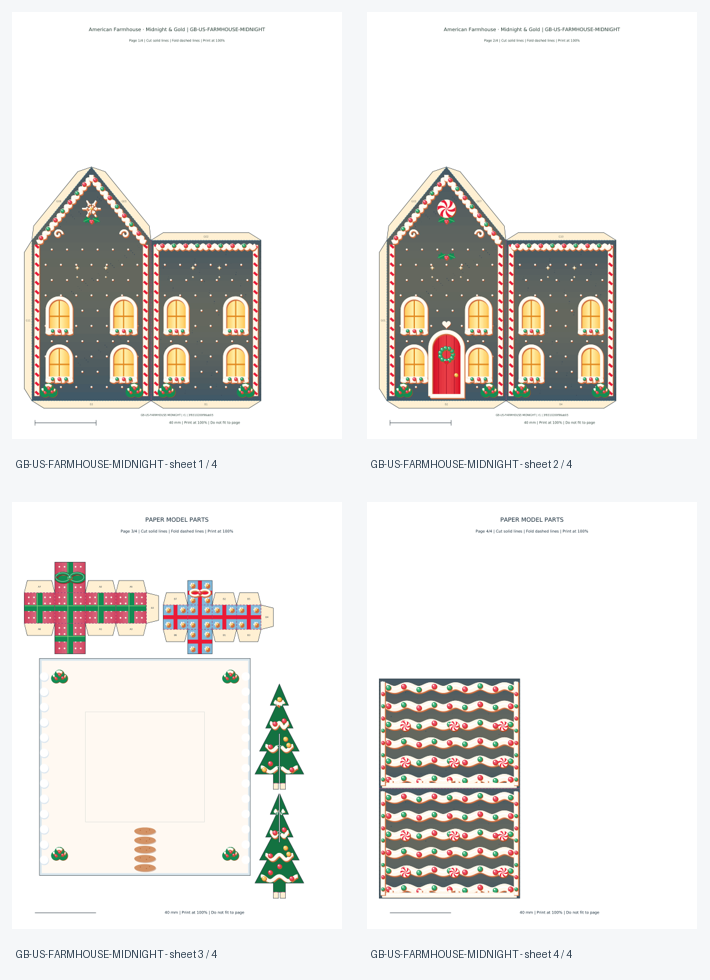 American Farmhouse · Midnight & Gold | GB-US-FARMHOUSE-MIDNIGHT
Page 1/4 | Cut solid lines | Fold dashed lines | Print at 100%
40 mm | Print at 100% | Do not fit to page
GB-US-FARMHOUSE-MIDNIGHT - sheet 1 / 4
American Farmhouse · Midnight & Gold | GB-US-FARMHOUSE-MIDNIGHT
Page 2/4 | Cut solid lines | Fold dashed lines | Print at 100%
40 mm | Print at 100% | Do not fit to page
GB-US-FARMHOUSE-MIDNIGHT - sheet 2 / 4
PAPER MODEL PARTS
Page 3/4 | Cut solid lines | Fold dashed lines | Print at 100%
40 mm | Print at 100% | Do not fit to page
GB-US-FARMHOUSE-MIDNIGHT - sheet 3 / 4
PAPER MODEL PARTS
Page 4/4 | Cut solid lines | Fold dashed lines | Print at 100%
40 mm | Print at 100% | Do not fit to page
GB-US-FARMHOUSE-MIDNIGHT - sheet 4 / 4